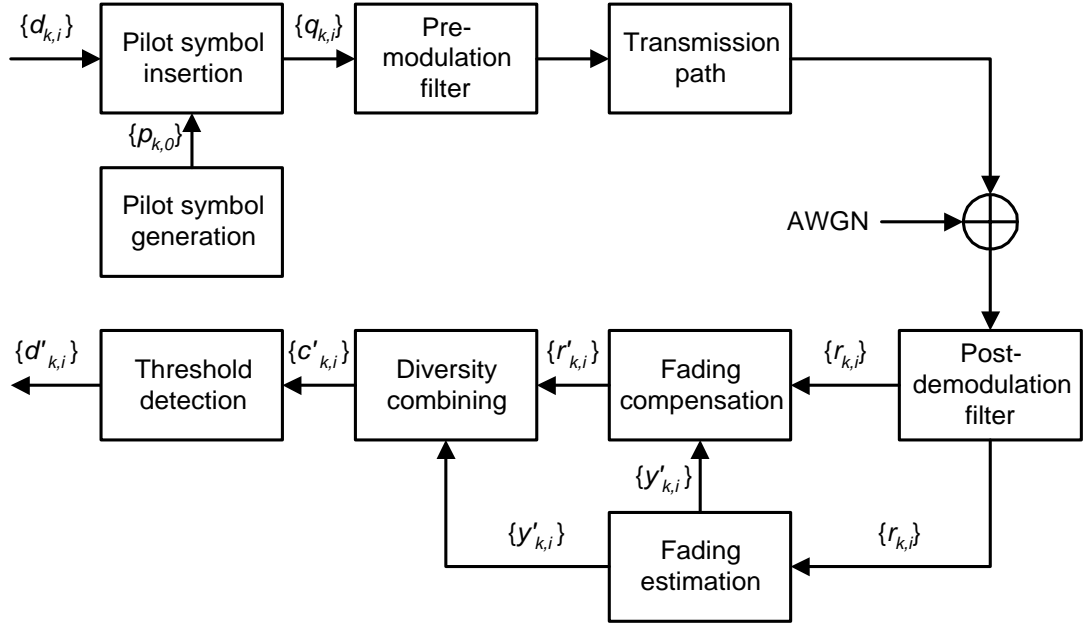 {d_{k,i}}
Pilot symbol
insertion
{q_{k,i}}
Pre-
modulation
filter
Transmission
path
{p_{k,0}}
Pilot symbol
generation
AWGN
{d'_{k,i}}
Threshold
detection
{c'_{k,i}}
Diversity
combining
{r'_{k,i}}
Fading
compensation
{r_{k,i}}
Post-
demodulation
filter
{y'_{k,i}}
{y'_{k,i}}
Fading
estimation
{r_{k,i}}